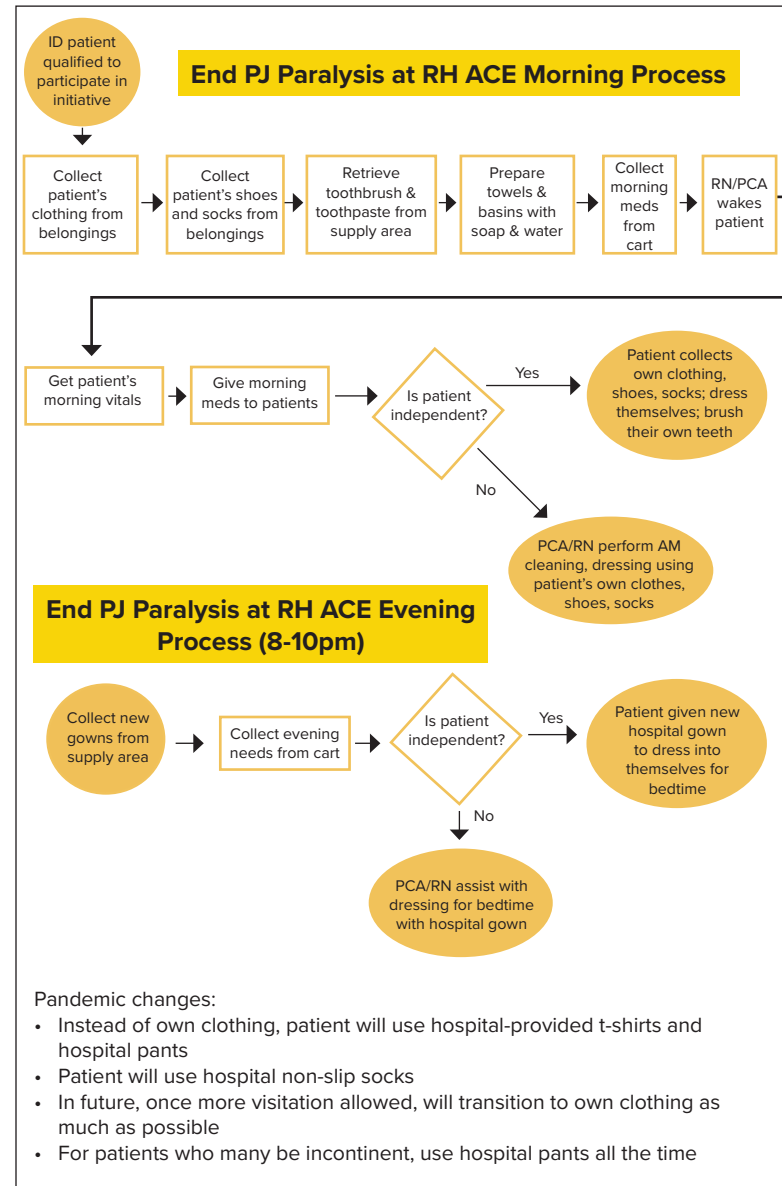 ID patient
qualified to
participate in
initiative
End PJ Paralysis at RH ACE Morning Process
Collect
patient's
clothing from
belongings
Collect
patient's shoes
and socks from
belongings
Retrieve
toothbrush &
toothpaste from
supply area
Prepare
towels &
basins with
soap & water
Collect
morning
meds
from
cart
RN/PCA
wakes
patient
Get patient's
morning vitals
Give morning
meds to patients
Is patient
independent?
Yes
Patient collects
own clothing,
shoes, socks; dress
themselves; brush
their own teeth
No
PCA/RN perform AM
cleaning, dressing using
patient's own clothes,
shoes, socks
End PJ Paralysis at RH ACE Evening
Process (8-10pm)
Collect new
gowns from
supply area
Collect evening
needs from cart
Is patient
independent?
Yes
Patient given new
hospital gown
to dress into
themselves for
bedtime
No
PCA/RN assist with
dressing for bedtime
with hospital gown
Pandemic changes:
• Instead of own clothing, patient will use hospital-provided t-shirts and
hospital pants
• Patient will use hospital non-slip socks
• In future, once more visitation allowed, will transition to own clothing as
much as possible
• For patients who many be incontinent, use hospital pants all the time